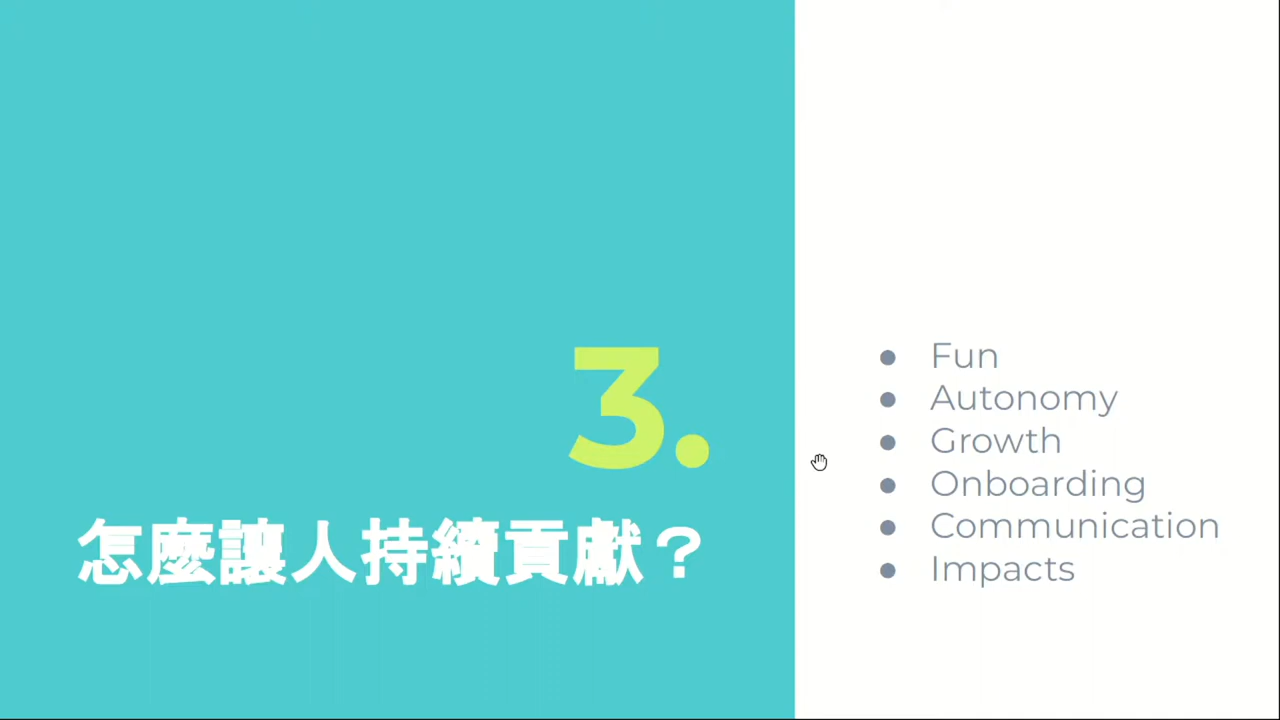 3.
怎麼讓人持續貢獻？
● Fun
● Autonomy
● Growth
● Onboarding
● Communication
● Impacts